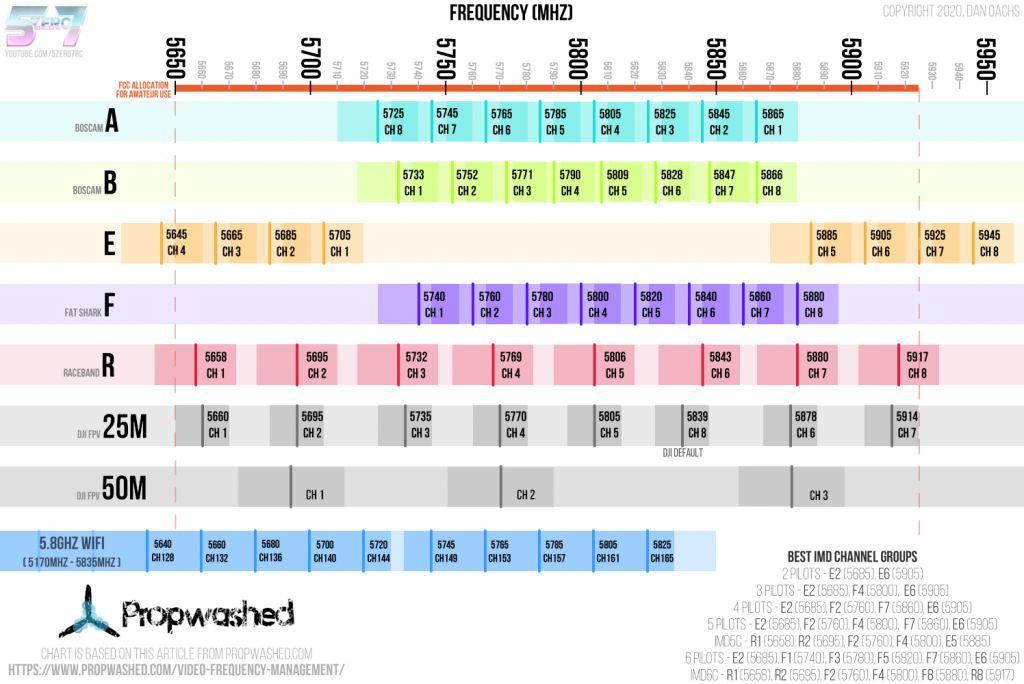 FREQUENCY (MHZ)
COPYRIGHT 2020, DAN OACHS
5ZERO7
YOUTUBE.COM/5ZERO7RC
5650 5660 5670 5680 5690 5700 5710 5720 5730 5740 5750 5760 5770 5780 5790 5800 5810 5820 5830 5840 5850 5860 5870 5880 5890 5900 5910 5920 5930 5940 5950
FCC ALLOCATION
FOR AMATEUR USE
BOSCAM A
5725 5745 5765 5785 5805 5825 5845 5865
CH 8 CH 7 CH 6 CH 5 CH 4 CH 3 CH 2 CH 1
BOSCAM B
5733 5752 5771 5790 5809 5828 5847 5866
CH 1 CH 2 CH 3 CH 4 CH 5 CH 6 CH 7 CH 8
E
5645 5665 5685 5705 5885 5905 5925 5945
CH 4 CH 3 CH 2 CH 1 CH 5 CH 6 CH 7 CH 8
FAT SHARK F
5740 5760 5780 5800 5820 5840 5860 5880
CH 1 CH 2 CH 3 CH 4 CH 5 CH 6 CH 7 CH 8
RACEBAND R
5658 5695 5732 5769 5806 5843 5880 5917
CH 1 CH 2 CH 3 CH 4 CH 5 CH 6 CH 7 CH 8
DJI FPV 25M
5660 5695 5735 5770 5805 5839 5878 5914
CH 1 CH 2 CH 3 CH 4 CH 5 CH 8 CH 6 CH 7
DJI DEFAULT
DJI FPV 50M
CH 1 CH 2 CH 3
5.8GHZ WIFI
( 5170MHZ - 5835MHZ )
5640 5660 5680 5700 5720 5745 5765 5785 5805 5825
CH128 CH132 CH136 CH140 CH144 CH149 CH153 CH157 CH161 CH165
Propwashed
CHART IS BASED ON THIS ARTICLE FROM PROPWASHED.COM
HTTPS://WWW.PROPWASHED.COM/VIDEO-FREQUENCY-MANAGEMENT/
BEST IMD CHANNEL GROUPS
2 PILOTS - E2 (5685), E6 (5905)
3 PILOTS - E2 (5685), F4 (5800), E6 (5905)
4 PILOTS - E2 (5685), F2 (5760), F7 (5860), E6 (5905)
5 PILOTS - E2 (5685), F2 (5760), F4 (5800), F7 (5860), E6 (5905)
IMD5C - R1 (5658), R2 (5695), F2 (5760), F4 (5800), E5 (5885)
6 PILOTS - E2 (5685), F1 (5740), F3 (5780), F5 (5820), F7 (5860), E6 (5905)
IMD6C - R1 (5658), R2 (5695), F2 (5760), F4 (5800), F8 (5880), R8 (5917)